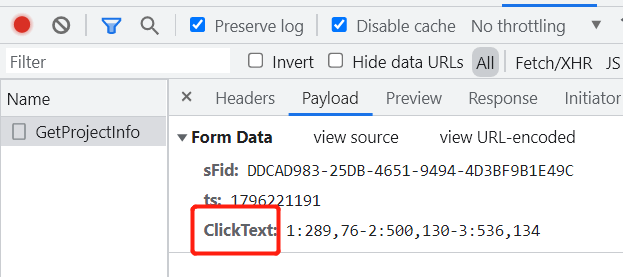 Preserve log Disable cache No throttling
Filter Invert Hide data URLs All Fetch/XHR JS
Name × Headers Payload Preview Response Initiator
GetProjectInfo
Form Data view source view URL-encoded
sFid: DDCAD983-25DB-4651-9494-4D3BF9B1E49C
ts: 1796221191
ClickText: 1:289,76-2:500,130-3:536,134